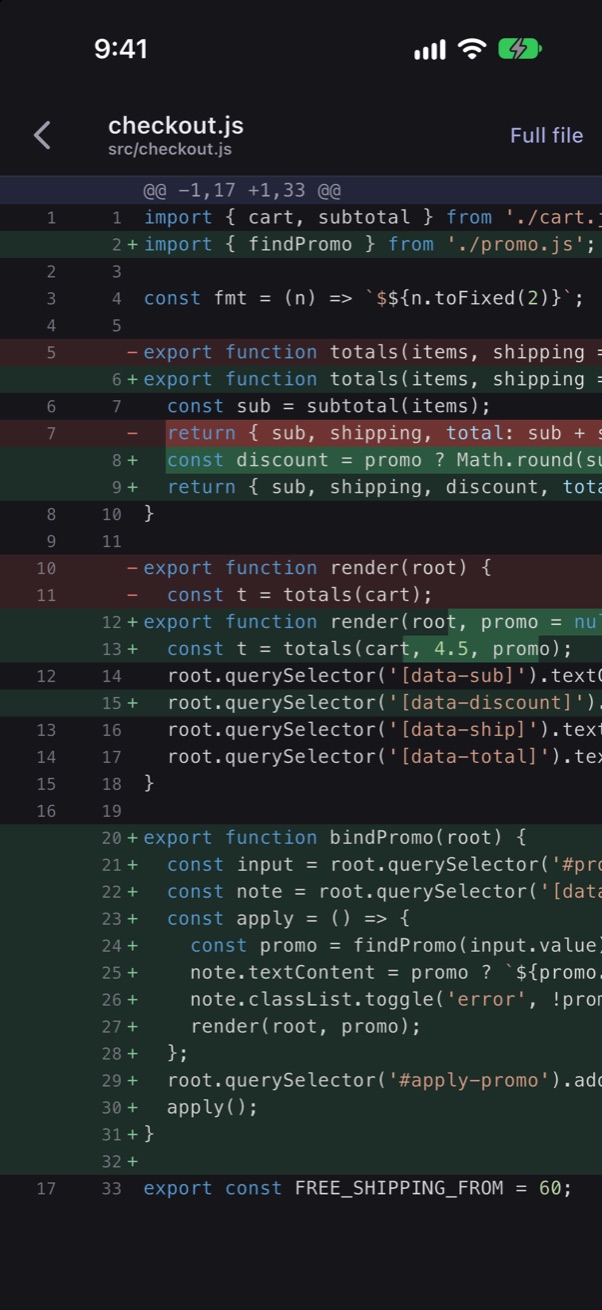 9:41
checkout.js
src/checkout.js
Full file
@@ -1,17 +1,33 @@
1 1 import { cart, subtotal } from './cart.j
2 + import { findPromo } from './promo.js';
2 3
3 4 const fmt = (n) => `$${n.toFixed(2)}`;
4 5
5 - export function totals(items, shipping =
6 + export function totals(items, shipping =
6 7 const sub = subtotal(items);
7 - return { sub, shipping, total: sub + s
8 + const discount = promo ? Math.round(su
9 + return { sub, shipping, discount, tota
8 10 }
9 11
10 - export function render(root) {
11 - const t = totals(cart);
12 + export function render(root, promo = nul
13 + const t = totals(cart, 4.5, promo);
12 14 root.querySelector('[data-sub]').textC
15 + root.querySelector('[data-discount]').
13 16 root.querySelector('[data-ship]').text
14 17 root.querySelector('[data-total]').tex
15 18 }
16 19
20 + export function bindPromo(root) {
21 + const input = root.querySelector('#pro
22 + const note = root.querySelector('[data
23 + const apply = () => {
24 + const promo = findPromo(input.value)
25 + note.textContent = promo ? `${promo.
26 + note.classList.toggle('error', !prom
27 + render(root, promo);
28 + };
29 + root.querySelector('#apply-promo').add
30 + apply();
31 + }
32 +
17 33 export const FREE_SHIPPING_FROM = 60;